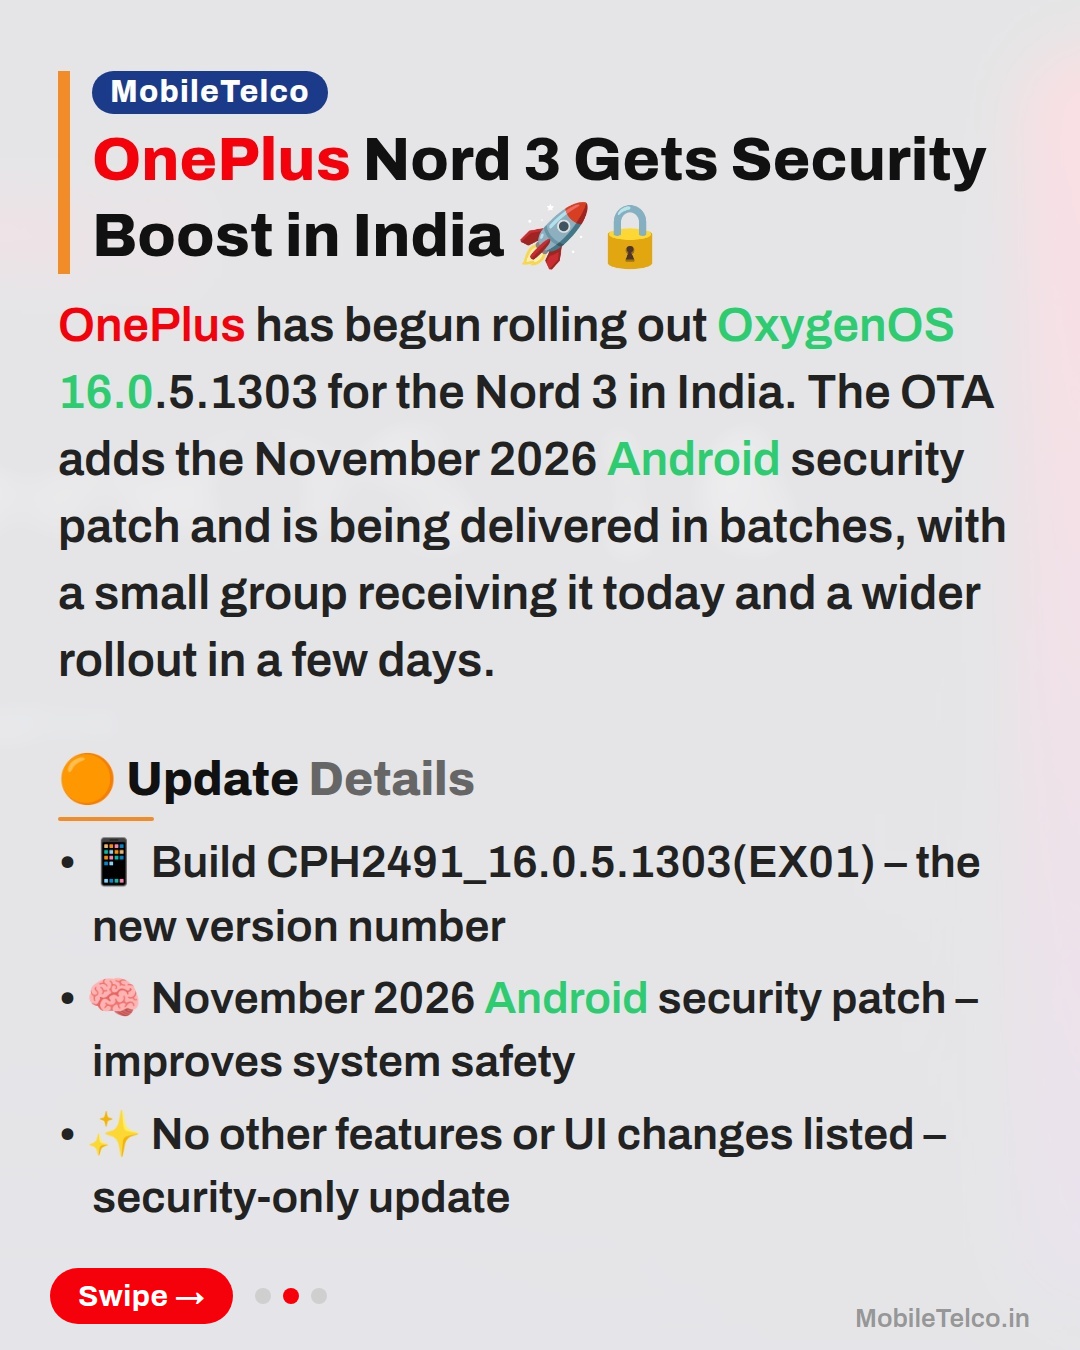 MobileTelco
OnePlus Nord 3 Gets Security
Boost in India 🚀🔒
OnePlus has begun rolling out OxygenOS
16.0.5.1303 for the Nord 3 in India. The OTA
adds the November 2026 Android security
patch and is being delivered in batches, with
a small group receiving it today and a wider
rollout in a few days.
🟠 Update Details
• 📱 Build CPH2491_16.0.5.1303(EX01) – the
new version number
• 🧠 November 2026 Android security patch –
improves system safety
• ✨ No other features or UI changes listed –
security-only update
Swipe →
MobileTelco.in